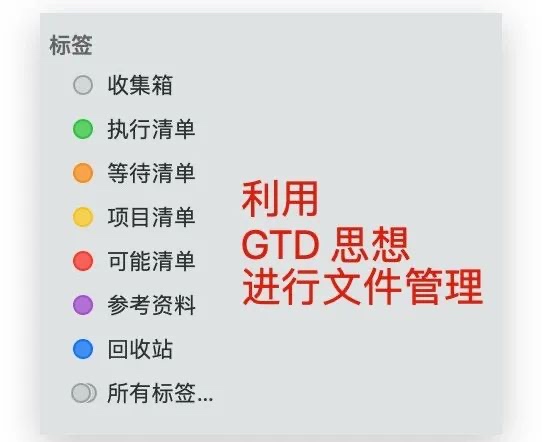 标签
收集箱
执行清单
等待清单
项目清单
可能清单
参考资料
回收站
所有标签...
利用
GTD 思想
进行文件管理